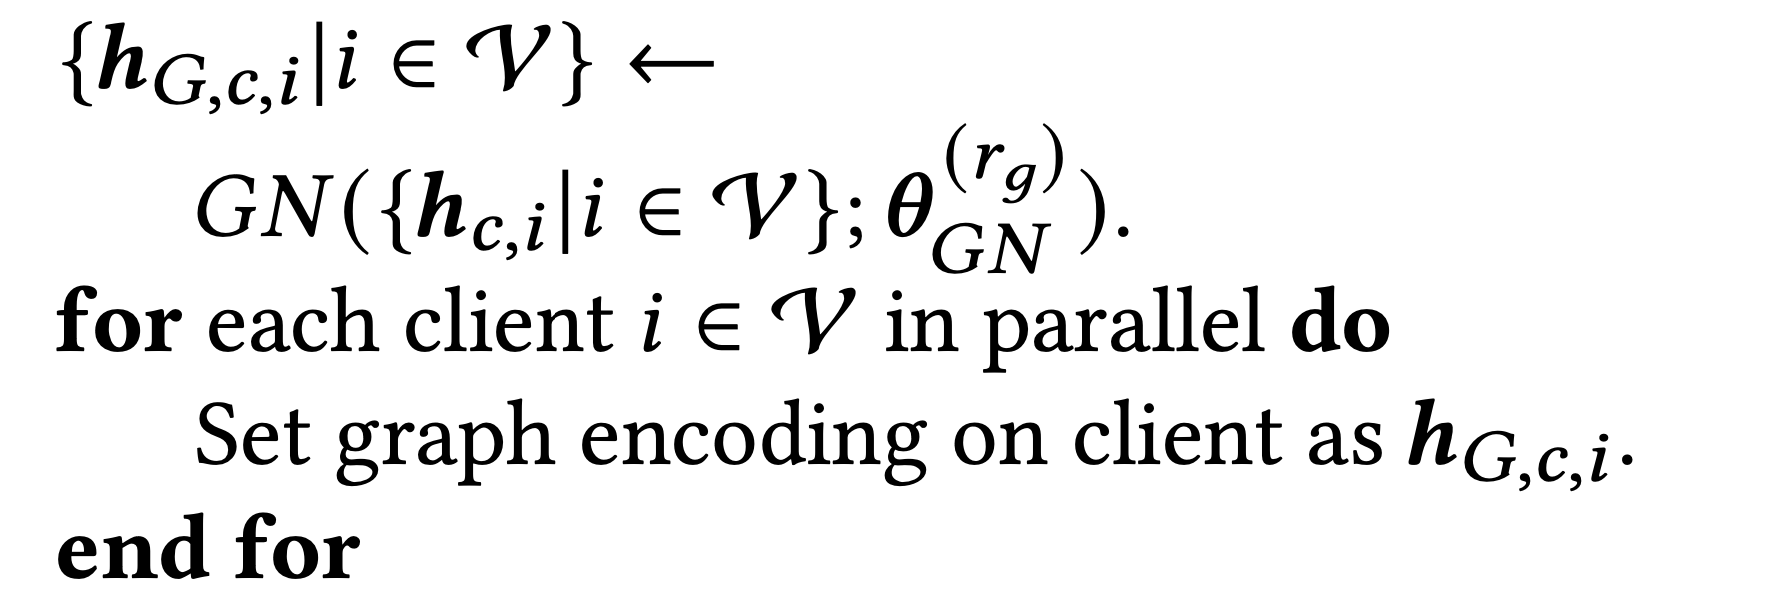 {𝒉_{G,c,i}|i ∈ 𝒱} ←
GN({𝒉_{c,i}|i ∈ 𝒱}; 𝜽_{GN}^{(r_g)}).
for each client i ∈ 𝒱 in parallel do
Set graph encoding on client as 𝒉_{G,c,i}.
end for